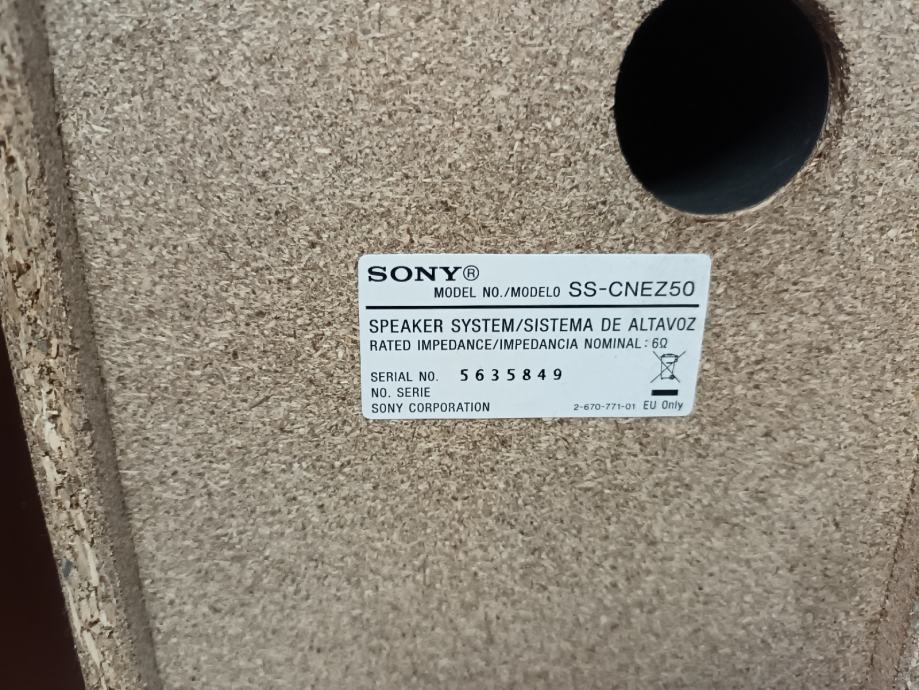 SONY®
MODEL NO./MODELO SS-CNEZ50
SPEAKER SYSTEM/SISTEMA DE ALTAVOZ
RATED IMPEDANCE/IMPEDANCIA NOMINAL: 6Ω
SERIAL NO. 5635849
NO. SERIE
SONY CORPORATION 2-670-771-01 EU Only